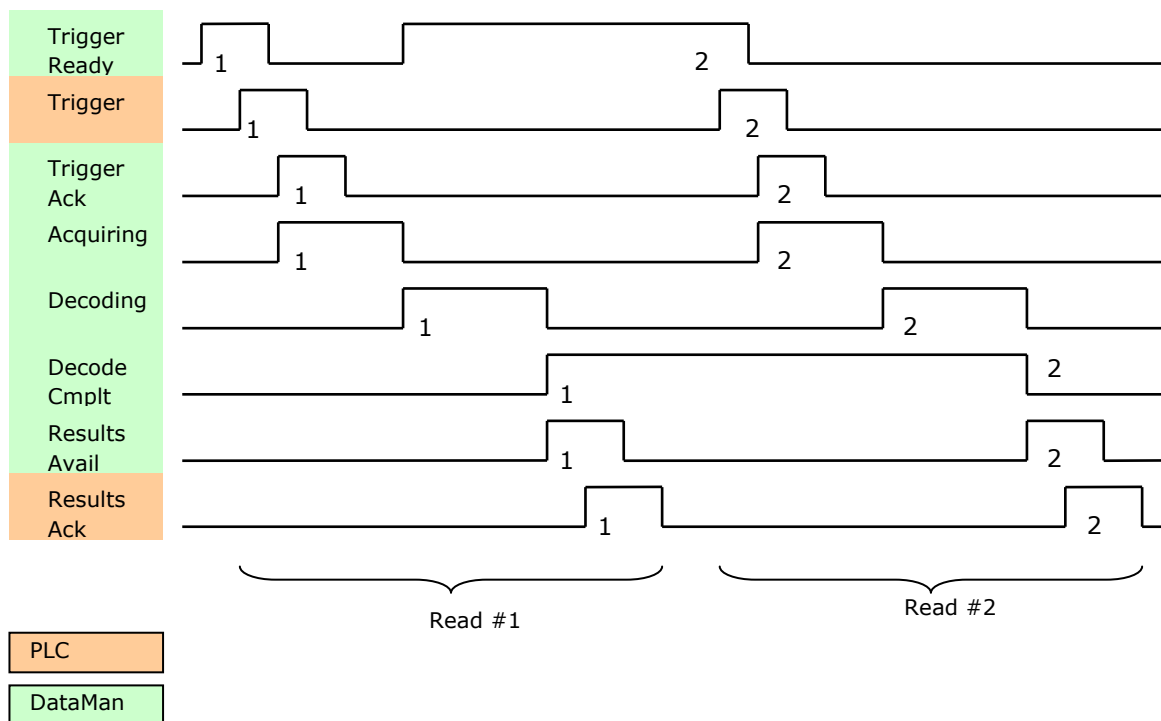 Trigger
Ready
1
2
Trigger
1
2
Trigger
Ack
1
2
Acquiring
1
2
Decoding
1
2
Decode
Cmplt
1
2
Results
Avail
1
2
Results
Ack
1
2
Read #1
Read #2
PLC
DataMan